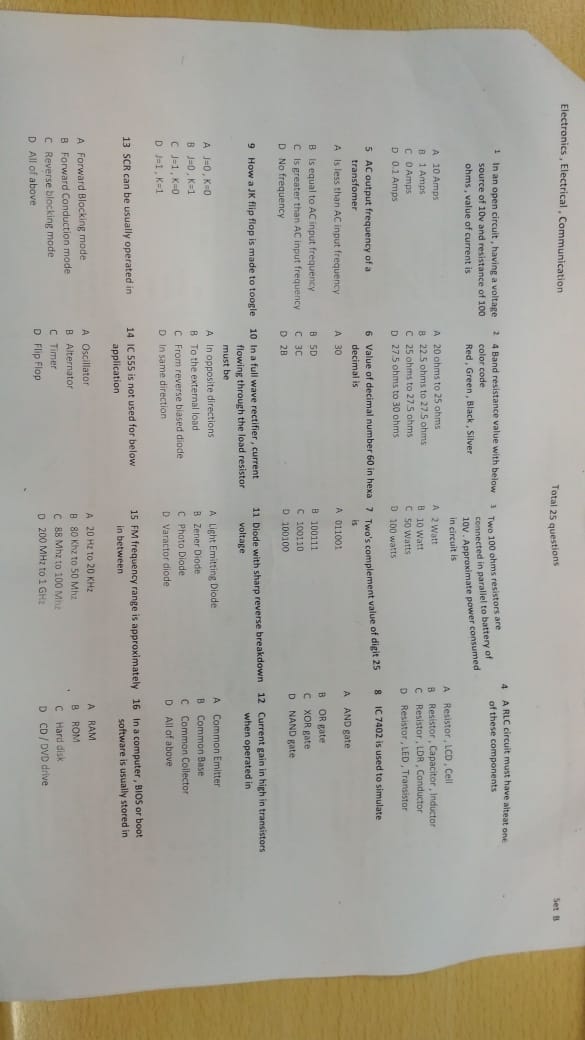 Electronics , Electrical , Communication
Total 25 questions
Set B
1 In an open circuit , having a voltage
source of 10v and resistance of 100
ohms , value of current is
A 10 Amps
B 1 Amps
C 0 Amps
D 0.1 Amps
2 4 Band resistance value with below
color code
Red , Green , Black , Silver
A 20 ohms to 25 ohms
B 22.5 ohms to 27.5 ohms
C 25 ohms to 27.5 ohms
D 27.5 ohms to 30 ohms
3 Two 100 ohms resistors are
connected in parallel to battery of
10V . Approximate power consumed
in circuit is
A 2 Watt
B 10 Watt
C 50 Watts
D 100 watts
4 A RLC circuit must have alteat one
of these components
A Resistor , LCD , Cell
B Resistor , Capacitor , Inductor
C Resistor , LDR , Conductor
D Resistor , LED , Transistor
5 AC output frequency of a
transfomer
A Is less than AC input frequency
B Is equal to AC input frequency
C Is greater than AC input frequency
D No frequency
6 Value of decimal number 60 in hexa
decimal is
A 30
B 5D
C 3C
D 2B
7 Two's complement value of digit 25
is
A 011001
B 100111
C 100110
D 100100
8 IC 7402 is used to simulate
A AND gate
B OR gate
C XOR gate
D NAND gate
9 How a JK flip flop is made to toogle
A J=0 , K=0
B J=0 , K=1
C J=1 , K=0
D J=1 , K=1
10 In a full wave rectifier , current
flowing through the load resistor
must be
A In opposite directions
B To the external load
C From reverse biased diode
D In same direction
11 Diode with sharp reverse breakdown
voltage
A Light Emitting Diode
B Zener Diode
C Photo Diode
D Varactor diode
12 Current gain in high in transistors
when operated in
A Common Emitter
B Common Base
C Common Collector
D All of above
13 SCR can be usually operated in
A Forward Blocking mode
B Forward Conduction mode
C Reverse blocking mode
D All of above
14 IC 555 is not used for below
application
A Oscillator
B Alternator
C Timer
D Flip Flop
15 FM frequency range is approximately
in between
A 20 Hz to 20 KHz
B 80 Khz to 50 Mhz
C 88 Mhz to 100 Mhz
D 200 MHz to 1 GHz
16 In a computer , BIOS or boot
software is usually stored in
A RAM
B ROM
C Hard disk
D CD / DVD drive